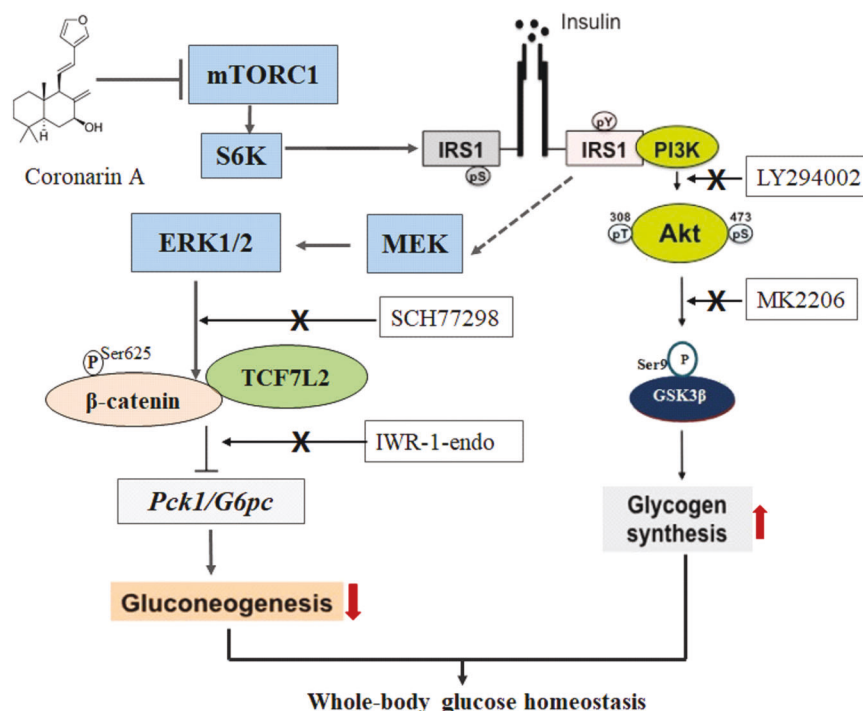 O
H
OH
Coronarin A
mTORC1
S6K
Insulin
IRS1
pS
pY
IRS1
PI3K
X
LY294002
308
pT
Akt
473
pS
ERK1/2
MEK
X
MK2206
X
SCH77298
P
Ser625
TCF7L2
β-catenin
Ser9
P
GSK3β
X
IWR-1-endo
Pck1/G6pc
Glycogen
synthesis
Gluconeogenesis
Whole-body glucose homeostasis